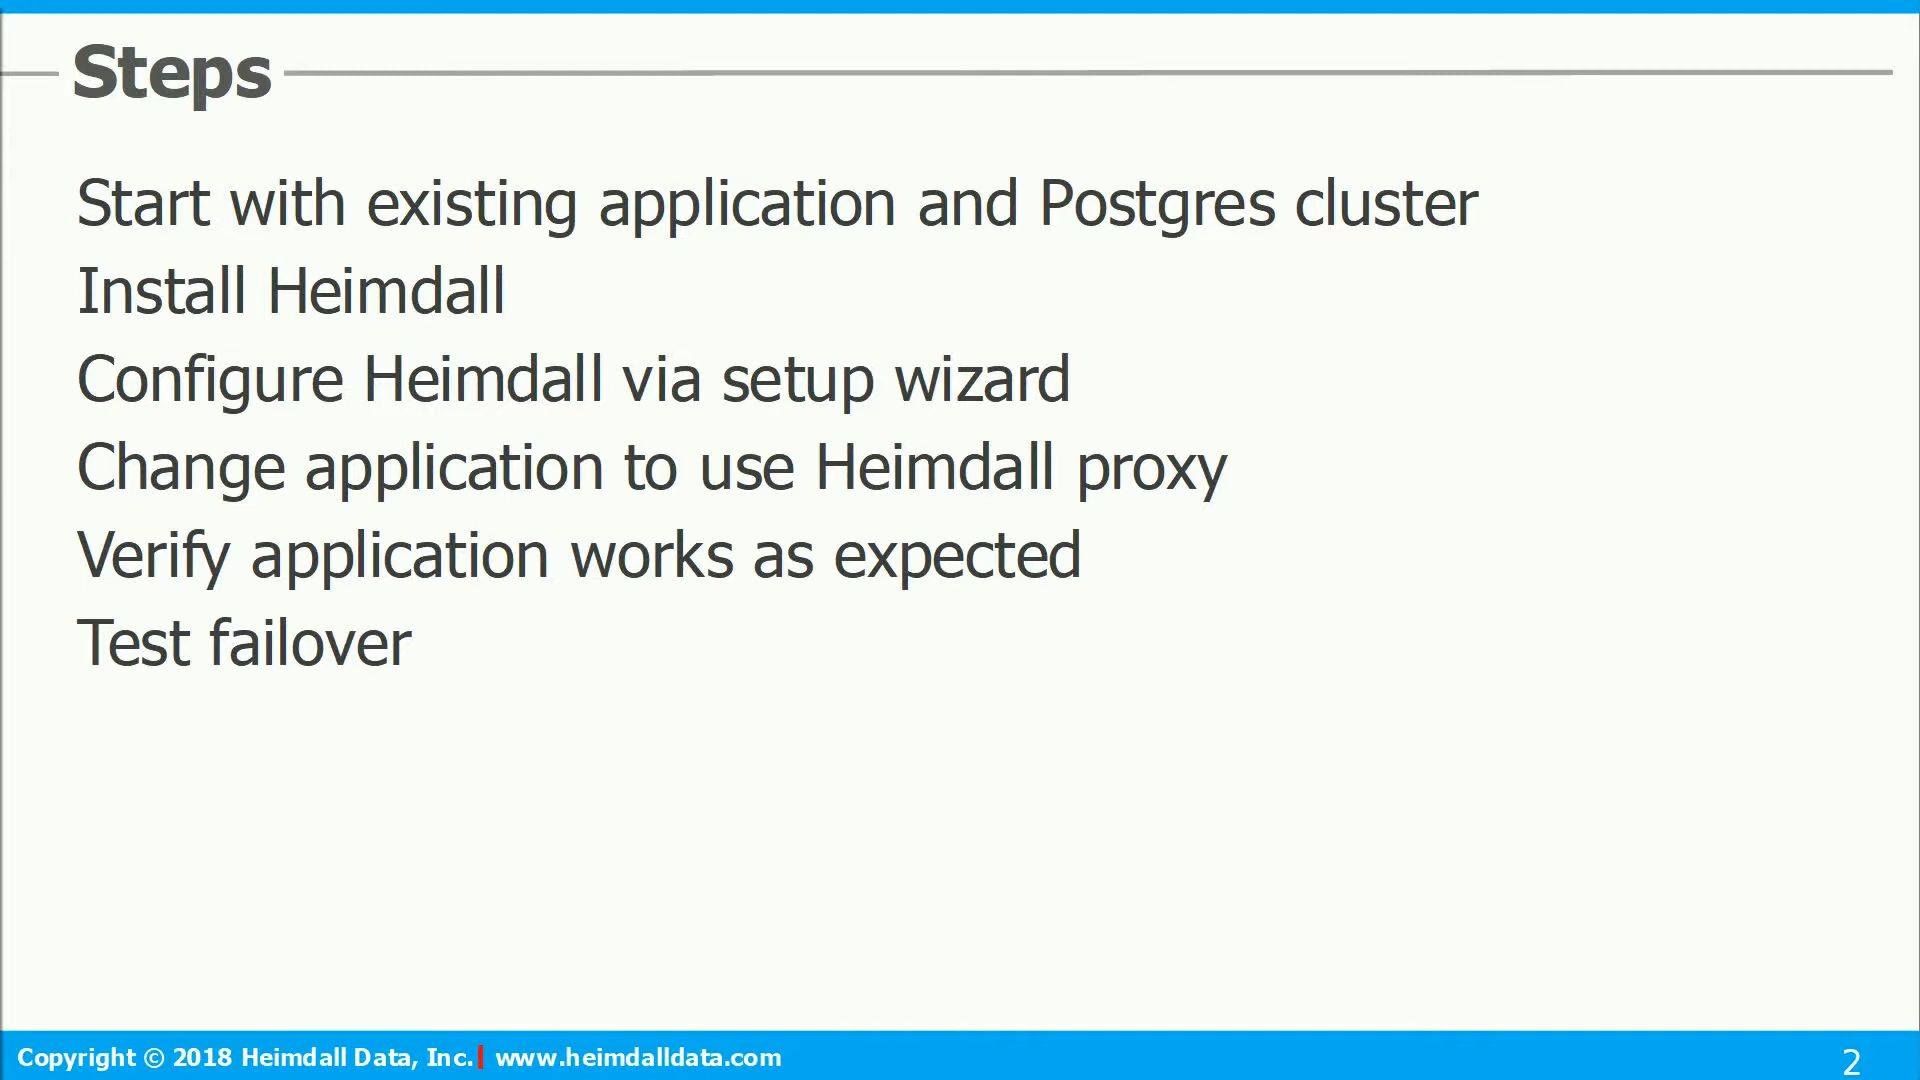 Steps
Start with existing application and Postgres cluster
Install Heimdall
Configure Heimdall via setup wizard
Change application to use Heimdall proxy
Verify application works as expected
Test failover
Copyright © 2018 Heimdall Data, Inc. | www.heimdalldata.com
2